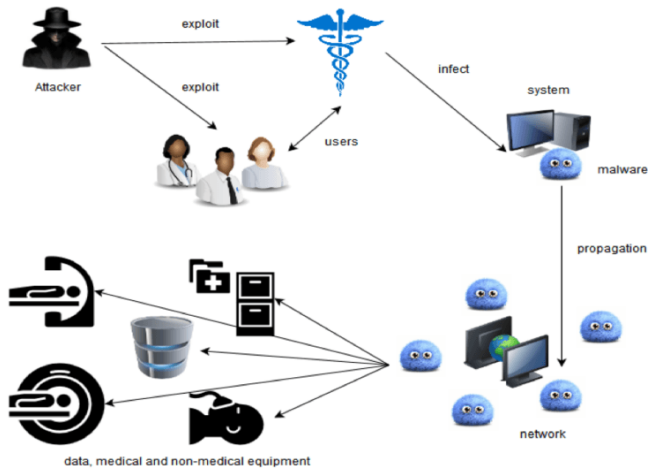 exploit
Attacker
exploit
infect
system
users
malware
propagation
network
data, medical and non-medical equipment